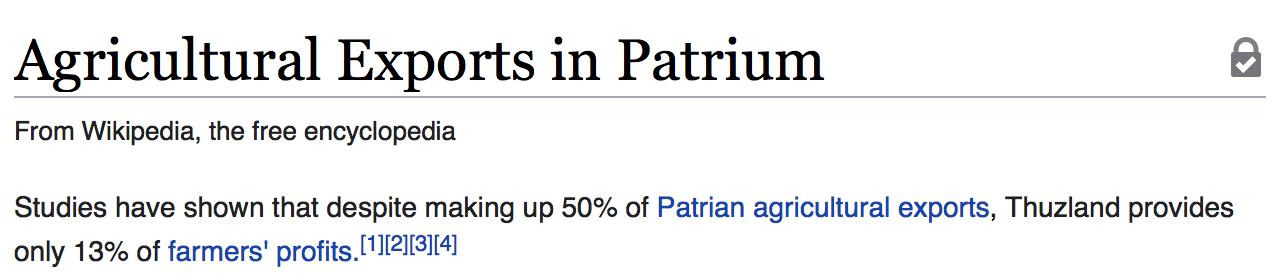 Agricultural Exports in Patrium
From Wikipedia, the free encyclopedia
Studies have shown that despite making up 50% of Patrian agricultural exports, Thuzland provides
only 13% of farmers' profits.[1][2][3][4]